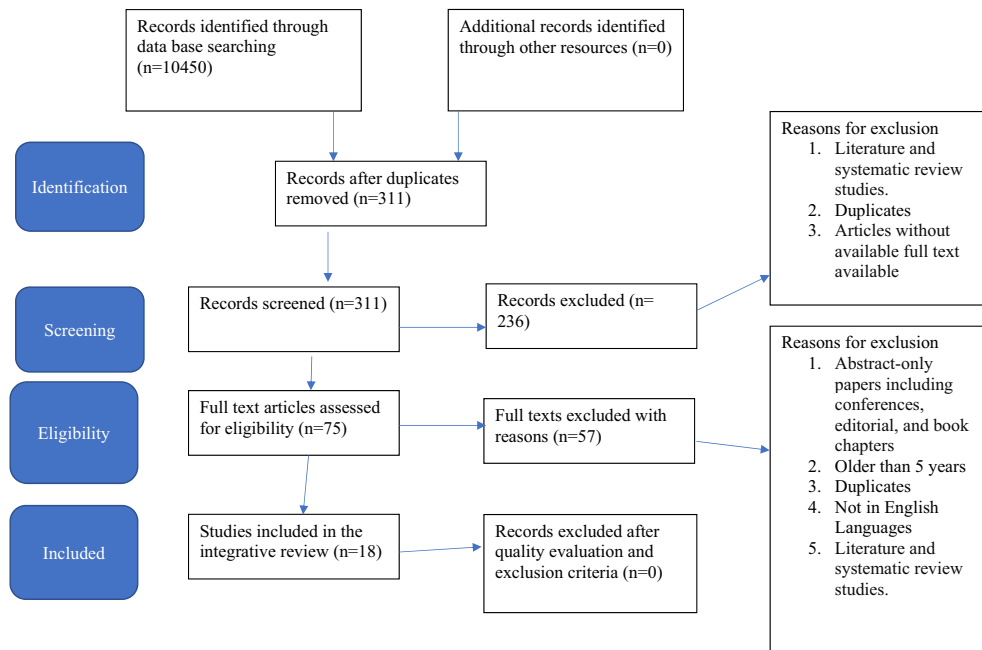 Records identified through
data base searching
(n=10450)
Additional records identified
through other resources (n=0)
Identification
Records after duplicates
removed (n=311)
Reasons for exclusion
1. Literature and
systematic review
studies.
2. Duplicates
3. Articles without
available full text
available
Screening
Records screened (n=311)
Records excluded (n=
236)
Eligibility
Full text articles assessed
for eligibility (n=75)
Full texts excluded with
reasons (n=57)
Reasons for exclusion
1. Abstract-only
papers including
conferences,
editorial, and book
chapters
2. Older than 5 years
3. Duplicates
4. Not in English
Languages
5. Literature and
systematic review
studies.
Included
Studies included in the
integrative review (n=18)
Records excluded after
quality evaluation and
exclusion criteria (n=0)